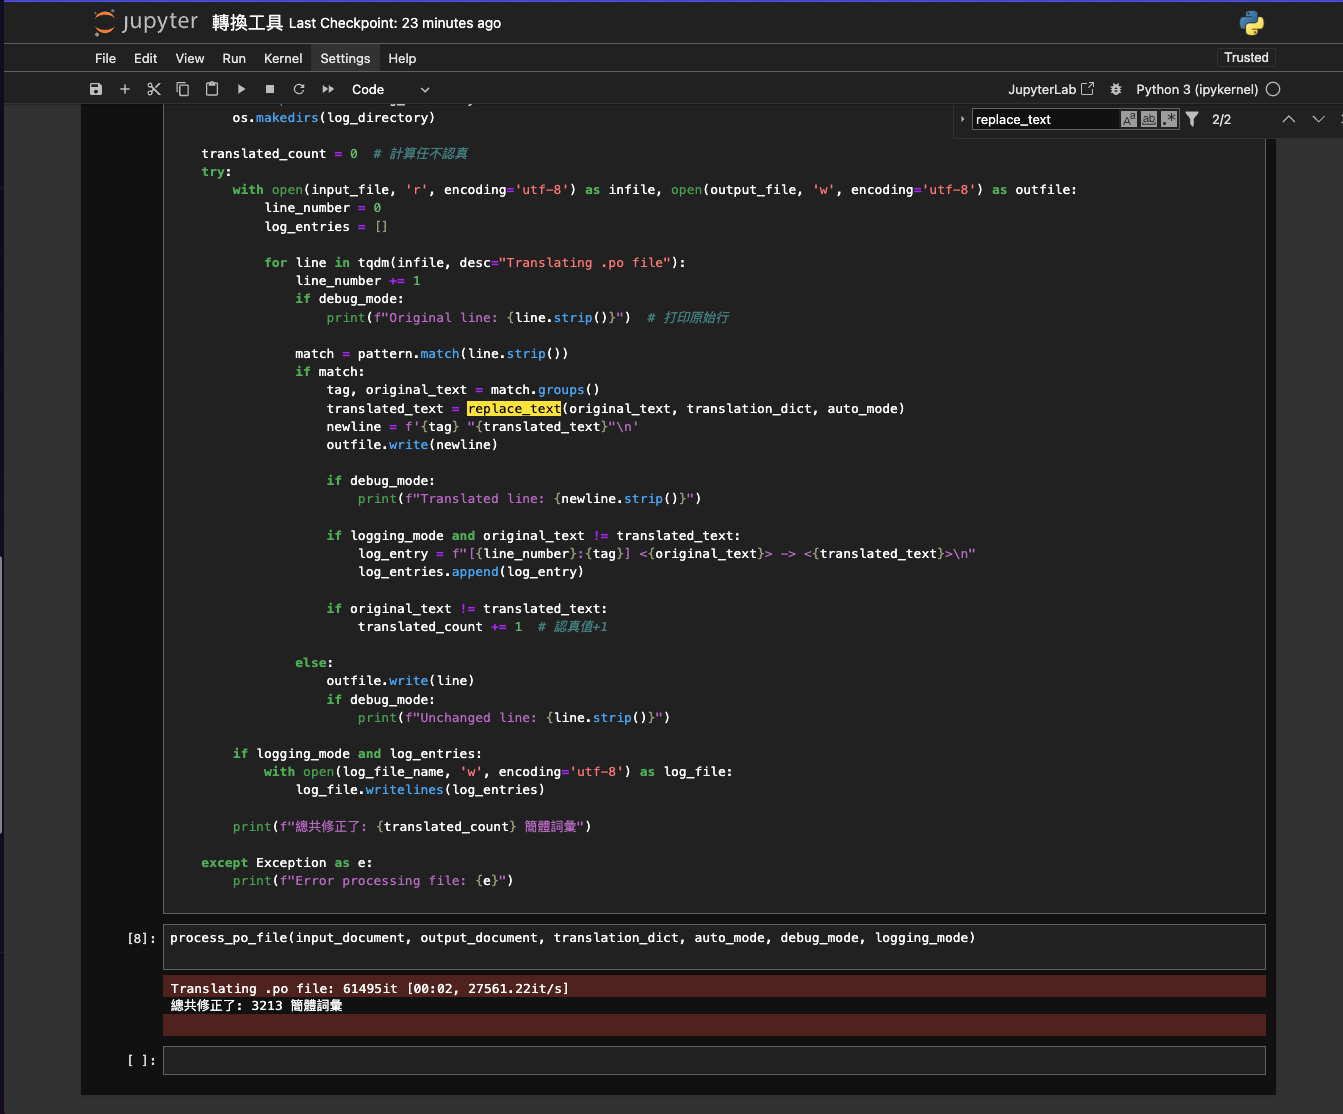 jupyter 轉換工具 Last Checkpoint: 23 minutes ago
File Edit View Run Kernel Settings Help Trusted
Code JupyterLab Python 3 (ipykernel)
replace_text Aa ab .* 2/2
os.makedirs(log_directory)
translated_count = 0  # 計算任不認真
try:
with open(input_file, 'r', encoding='utf-8') as infile, open(output_file, 'w', encoding='utf-8') as outfile:
line_number = 0
log_entries = []
for line in tqdm(infile, desc="Translating .po file"):
line_number += 1
if debug_mode:
print(f"Original line: {line.strip()}")  # 打印原始行
match = pattern.match(line.strip())
if match:
tag, original_text = match.groups()
translated_text = replace_text(original_text, translation_dict, auto_mode)
newline = f'{tag} "{translated_text}"\n'
outfile.write(newline)
if debug_mode:
print(f"Translated line: {newline.strip()}")
if logging_mode and original_text != translated_text:
log_entry = f"[{line_number}:{tag}] <{original_text}> -> <{translated_text}>\n"
log_entries.append(log_entry)
if original_text != translated_text:
translated_count += 1  # 認真值+1
else:
outfile.write(line)
if debug_mode:
print(f"Unchanged line: {line.strip()}")
if logging_mode and log_entries:
with open(log_file_name, 'w', encoding='utf-8') as log_file:
log_file.writelines(log_entries)
print(f"總共修正了: {translated_count} 簡體詞彙")
except Exception as e:
print(f"Error processing file: {e}")
[8]: process_po_file(input_document, output_document, translation_dict, auto_mode, debug_mode, logging_mode)
Translating .po file: 61495it [00:02, 27561.22it/s]
總共修正了: 3213 簡體詞彙
[ ]: